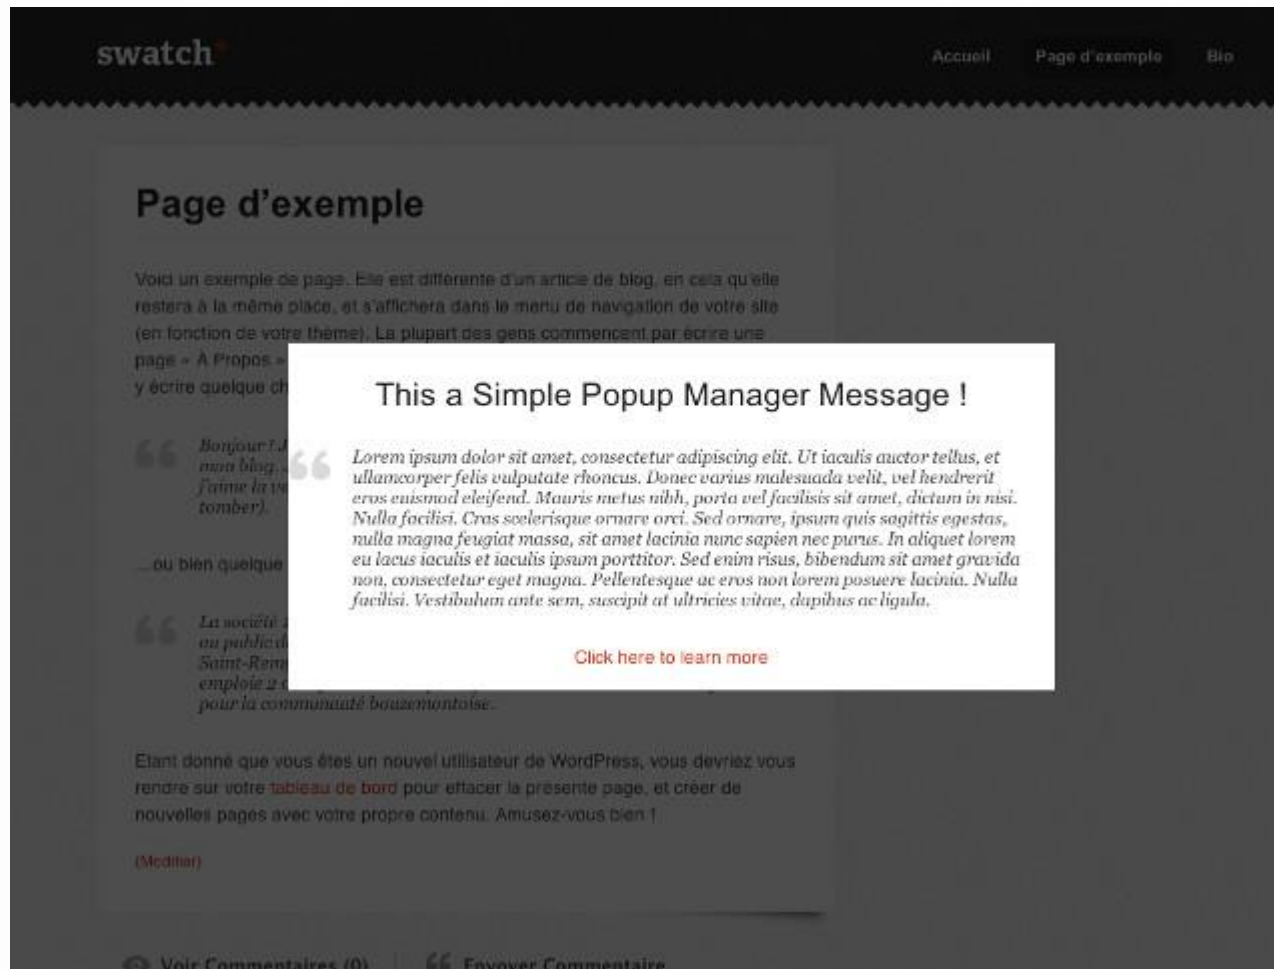 swatch*
Accueil Page d'exemple Bio
Page d’exemple
Voici un exemple de page. Elle est différente d’un article de blog, en cela qu’elle
restera à la même place, et s’affichera dans le menu de navigation de votre site
(en fonction de votre thème). La plupart des gens commencent par écrire une
page « À Propos »
y écrire quelque ch
This a Simple Popup Manager Message !
Bonjour ! J
mon blog.
j'aime la v
tomber).
Lorem ipsum dolor sit amet, consectetur adipiscing elit. Ut iaculis auctor tellus, et
ullamcorper felis vulputate rhoncus. Donec varius malesuada velit, vel hendrerit
eros euismod eleifend. Mauris metus nibh, porta vel facilisis sit amet, dictum in nisi.
Nulla facilisi. Cras scelerisque ornare orci. Sed ornare, ipsum quis sagittis egestas,
nulla magna feugiat massa, sit amet lacinia nunc sapien nec purus. In aliquet lorem
eu lacus iaculis et iaculis ipsum porttitor. Sed enim risus, bibendum sit amet gravida
non, consectetur eget magna. Pellentesque ac eros non lorem posuere lacinia. Nulla
facilisi. Vestibulum ante sem, suscipit at ultricies vitae, dapibus ac ligula.
Click here to learn more
...ou bien quelque
La société
au public d
Saint-Rem
emploie 2
pour la communauté bouzemontoise.
Etant donné que vous êtes un nouvel utilisateur de WordPress, vous devriez vous
rendre sur votre tableau de bord pour effacer la présente page, et créer de
nouvelles pages avec votre propre contenu. Amusez-vous bien !
(Modifier)
Voir Commentaires (0) Envoyer Commentaire